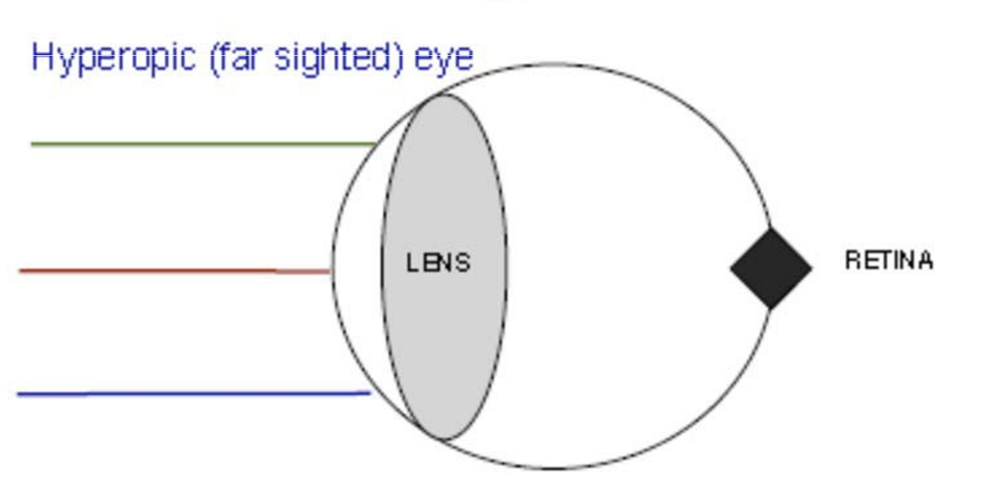 Hyperopic (far sighted) eye
LENS
RETINA